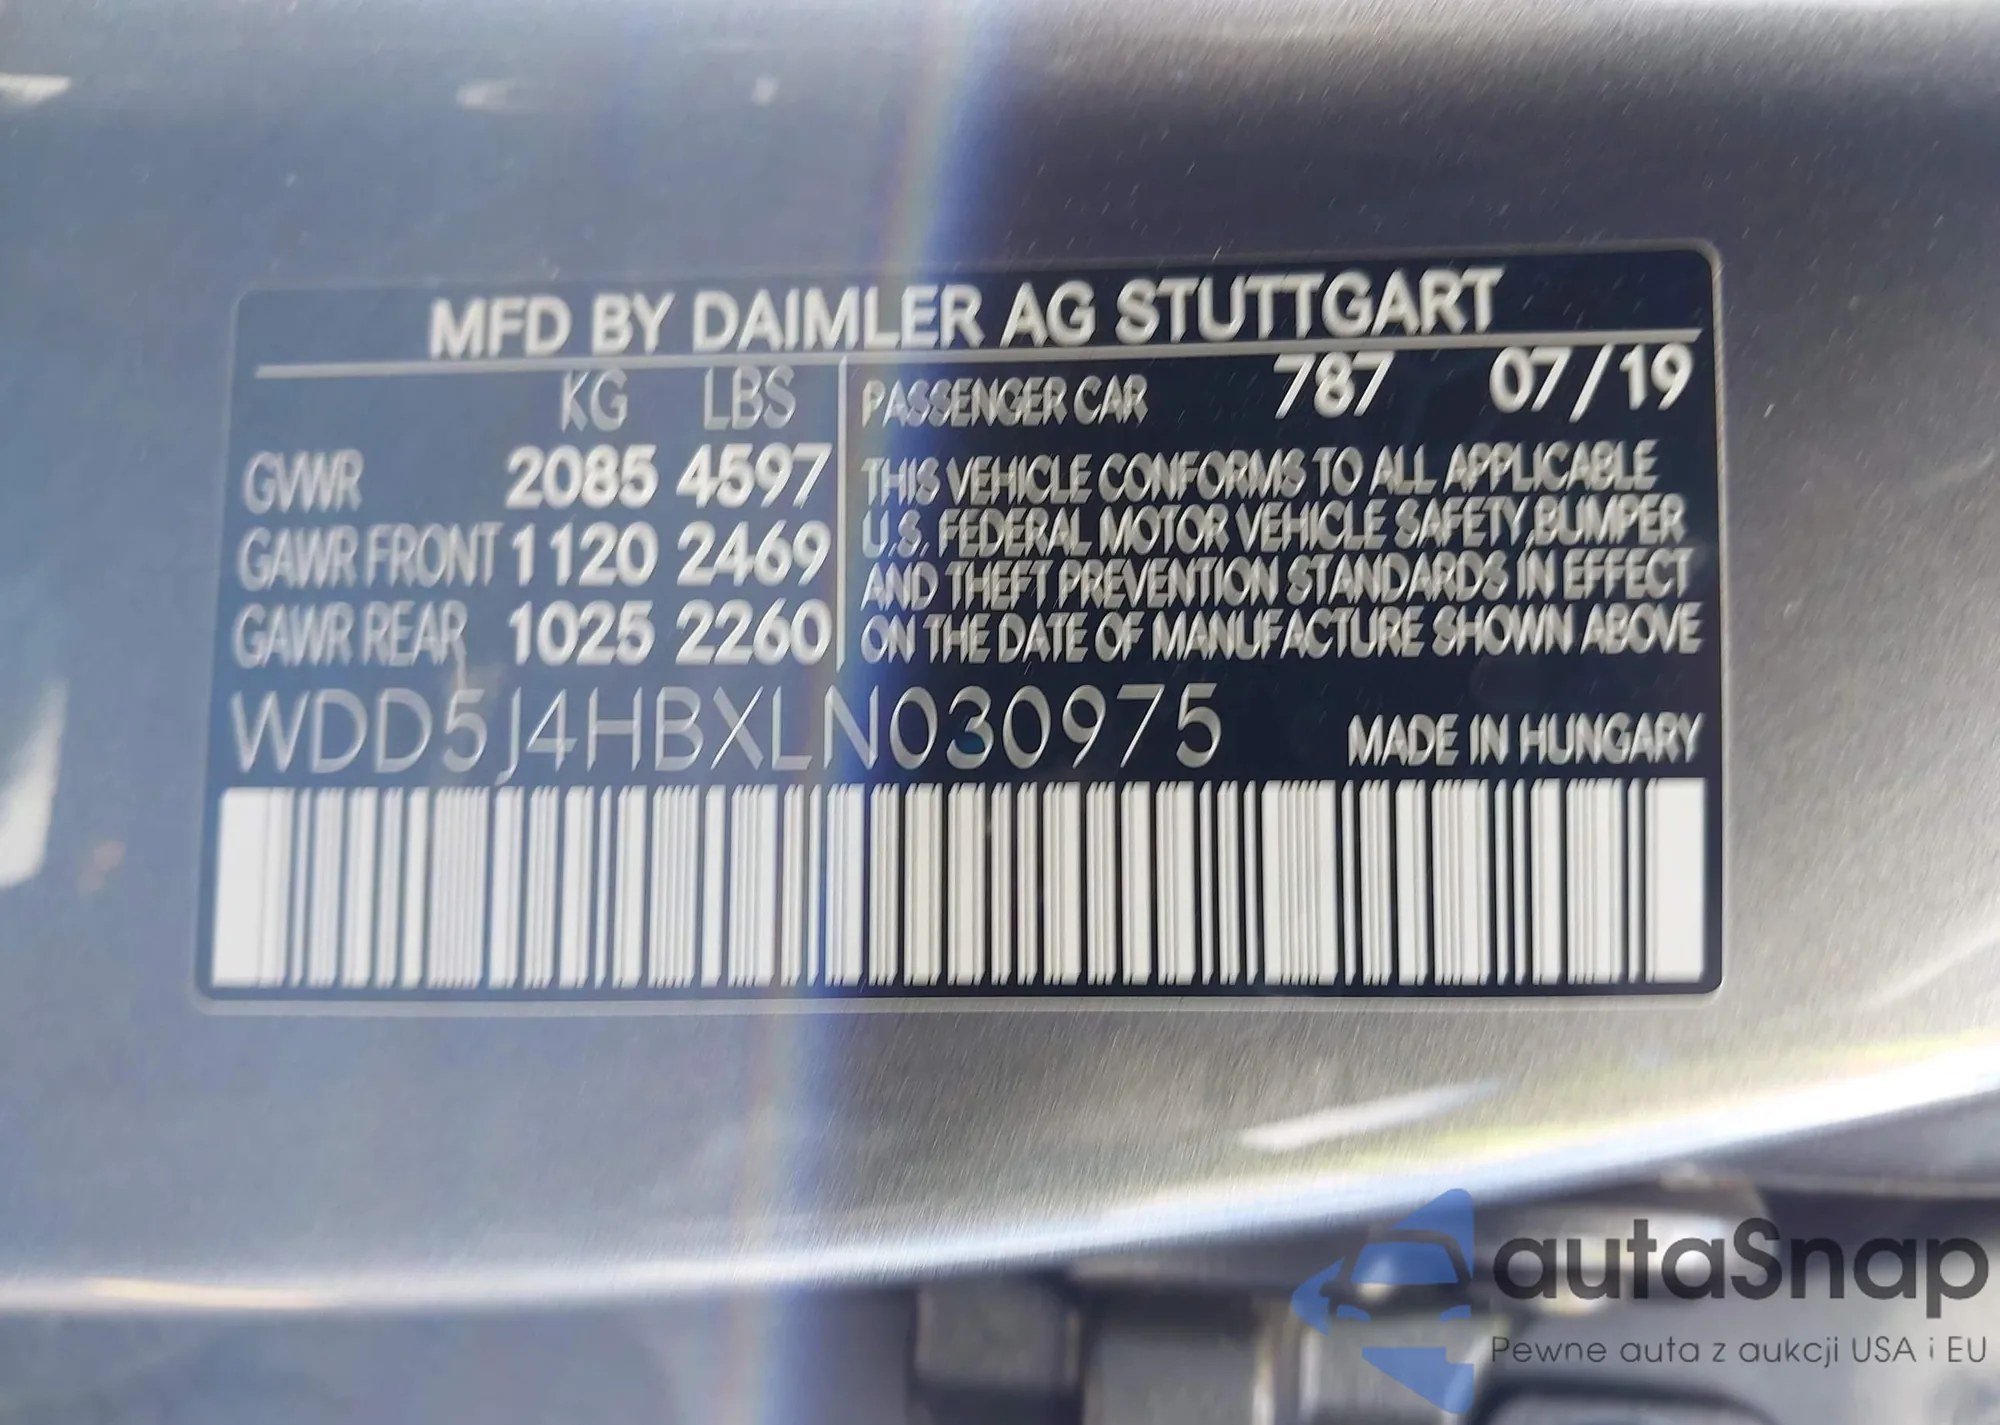 MFD BY DAIMLER AG STUTTGART
KG LBS
GVWR 2085 4597
GAWR FRONT 1120 2469
GAWR REAR 1025 2260
PASSENGER CAR 787 07/19
THIS VEHICLE CONFORMS TO ALL APPLICABLE
U.S. FEDERAL MOTOR VEHICLE SAFETY,BUMPER
AND THEFT PREVENTION STANDARDS IN EFFECT
ON THE DATE OF MANUFACTURE SHOWN ABOVE
WDD5J4HBXLN030975 MADE IN HUNGARY
autaSnap
Pewne auta z aukcji USA i EU